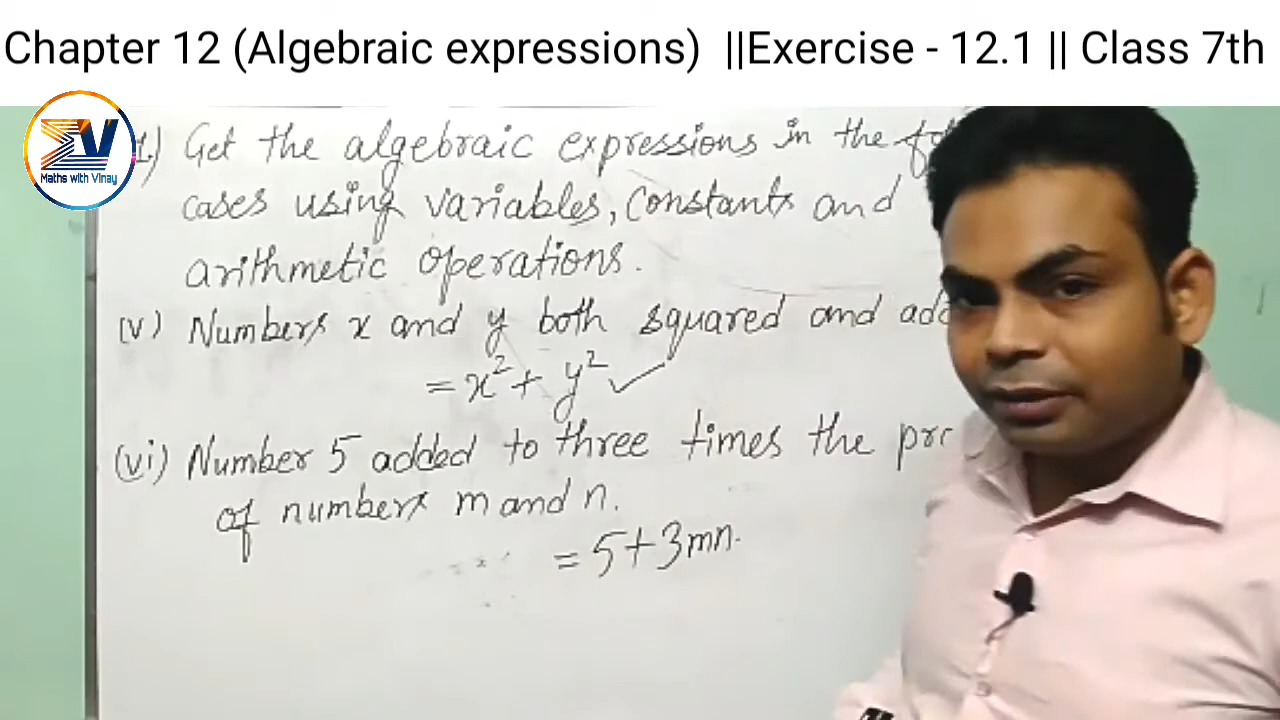 Chapter 12 (Algebraic expressions) ||Exercise - 12.1 || Class 7th
ΣV
Maths with Vinay
1) Get the algebraic expressions in the
cases using variables, constants and
arithmetic operations.
(v) Numbers x and y both squared and
= x² + y² ✓
(vi) Number 5 added to three times the
of numbers m and n.
= 5+3mn.